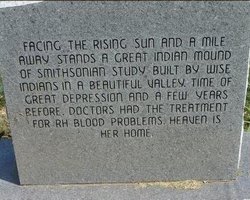 FACING THE RISING SUN AND A MILE
AWAY STANDS A GREAT INDIAN MOUND
OF SMITHSONIAN STUDY BUILT BY WISE
INDIANS IN A BEAUTIFUL VALLEY. TIME OF
GREAT DEPRESSION AND A FEW YEARS
BEFORE, DOCTORS HAD THE TREATMENT
FOR RH BLOOD PROBLEMS. HEAVEN IS
HER HOME.